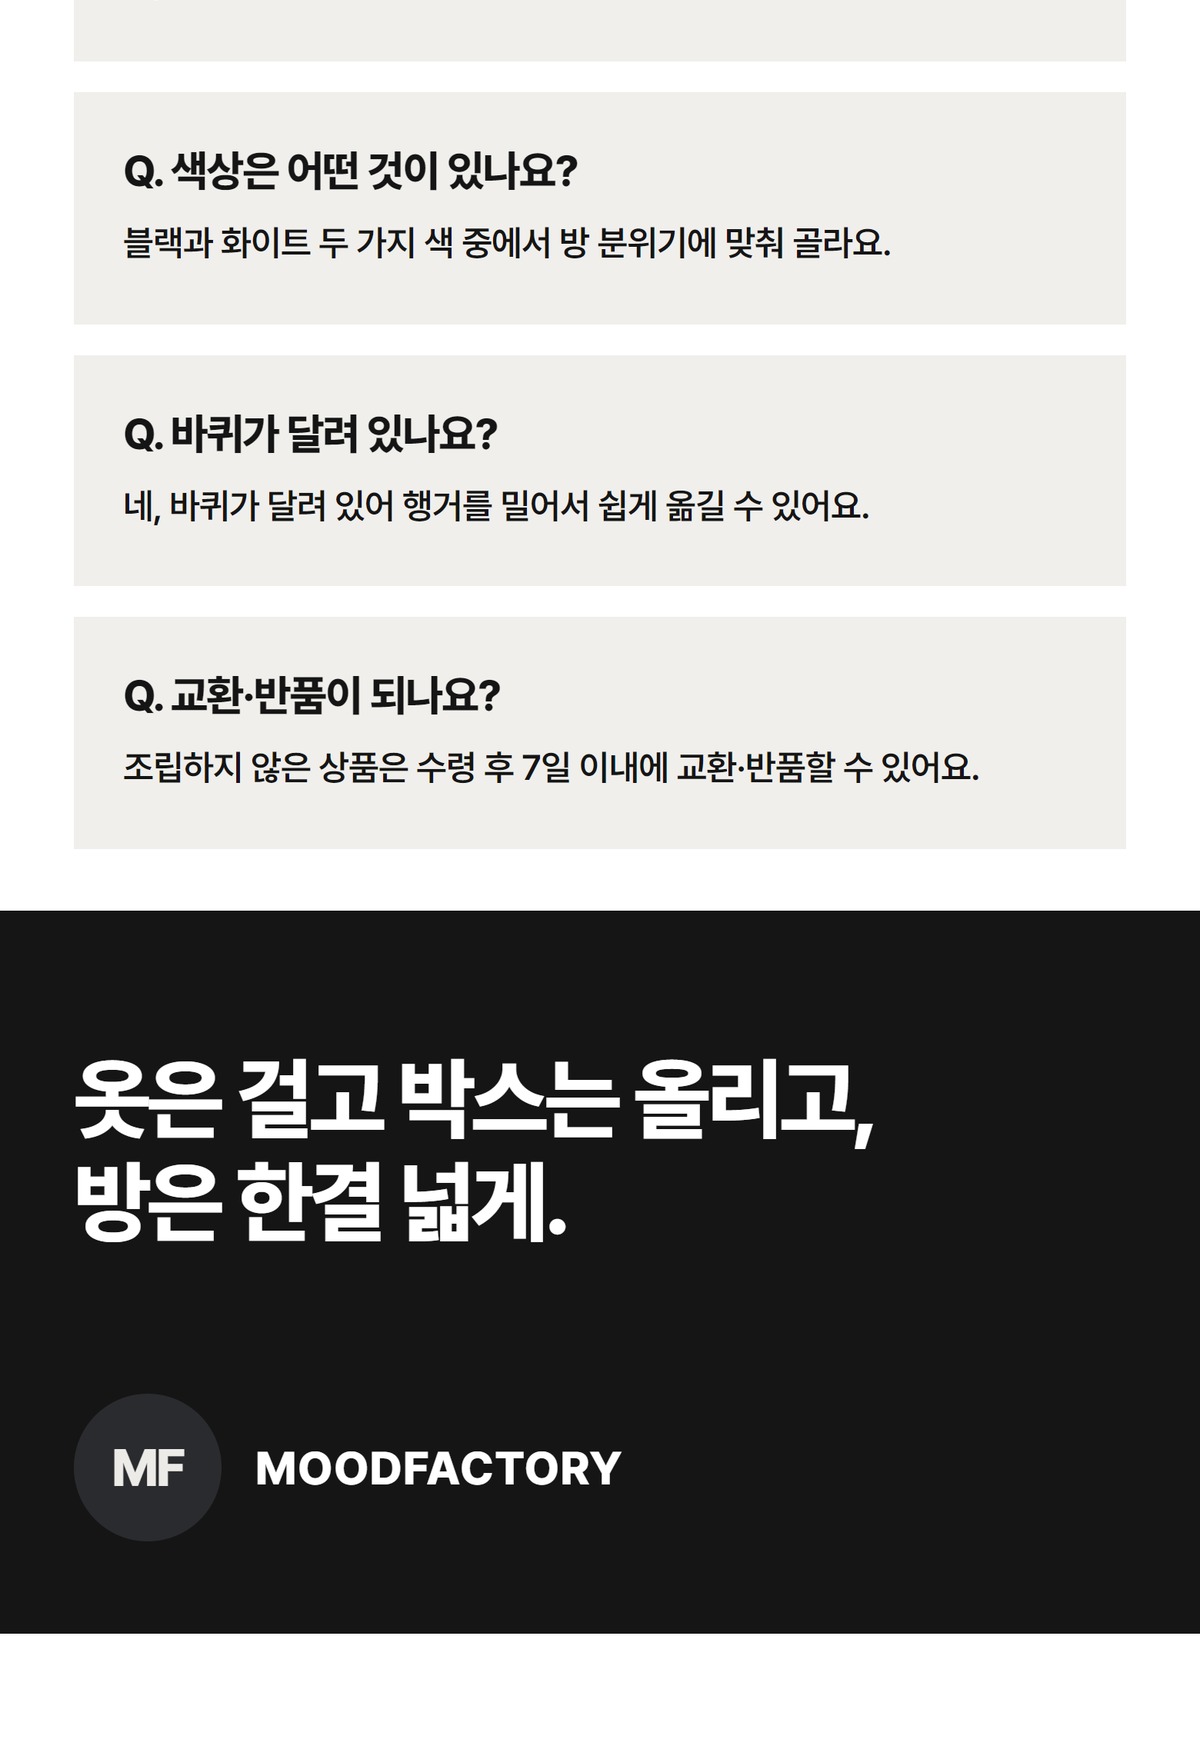 Q. 색상은 어떤 것이 있나요?
블랙과 화이트 두 가지 색 중에서 방 분위기에 맞춰 골라요.
Q. 바퀴가 달려 있나요?
네, 바퀴가 달려 있어 행거를 밀어서 쉽게 옮길 수 있어요.
Q. 교환·반품이 되나요?
조립하지 않은 상품은 수령 후 7일 이내에 교환·반품할 수 있어요.
옷은 걸고 박스는 올리고,
방은 한결 넓게.
MF MOODFACTORY